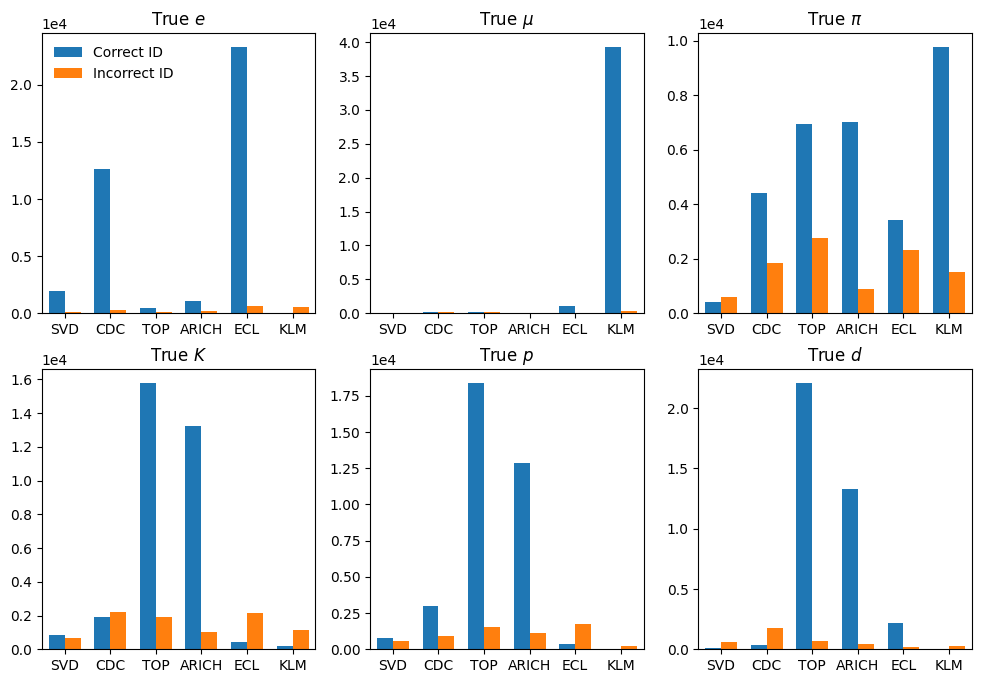 True e
1e4
2.0
1.5
1.0
0.5
0.0
Correct ID
Incorrect ID
SVD CDC TOP ARICH ECL KLM
True μ
1e4
4.0
3.5
3.0
2.5
2.0
1.5
1.0
0.5
0.0
SVD CDC TOP ARICH ECL KLM
True π
1e4
1.0
0.8
0.6
0.4
0.2
0.0
SVD CDC TOP ARICH ECL KLM
True K
1e4
1.6
1.4
1.2
1.0
0.8
0.6
0.4
0.2
0.0
SVD CDC TOP ARICH ECL KLM
True p
1e4
1.75
1.50
1.25
1.00
0.75
0.50
0.25
0.00
SVD CDC TOP ARICH ECL KLM
True d
1e4
2.0
1.5
1.0
0.5
0.0
SVD CDC TOP ARICH ECL KLM